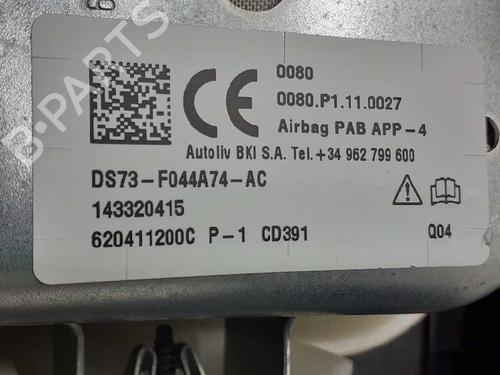 0080
0080.P1.11.0027
Airbag PAB APP-4
Autoliv BKI S.A. Tel.+34 962 799 600
DS73-F044A74-AC
143320415
620411200C P-1 CD391
Q04
B-PARTS